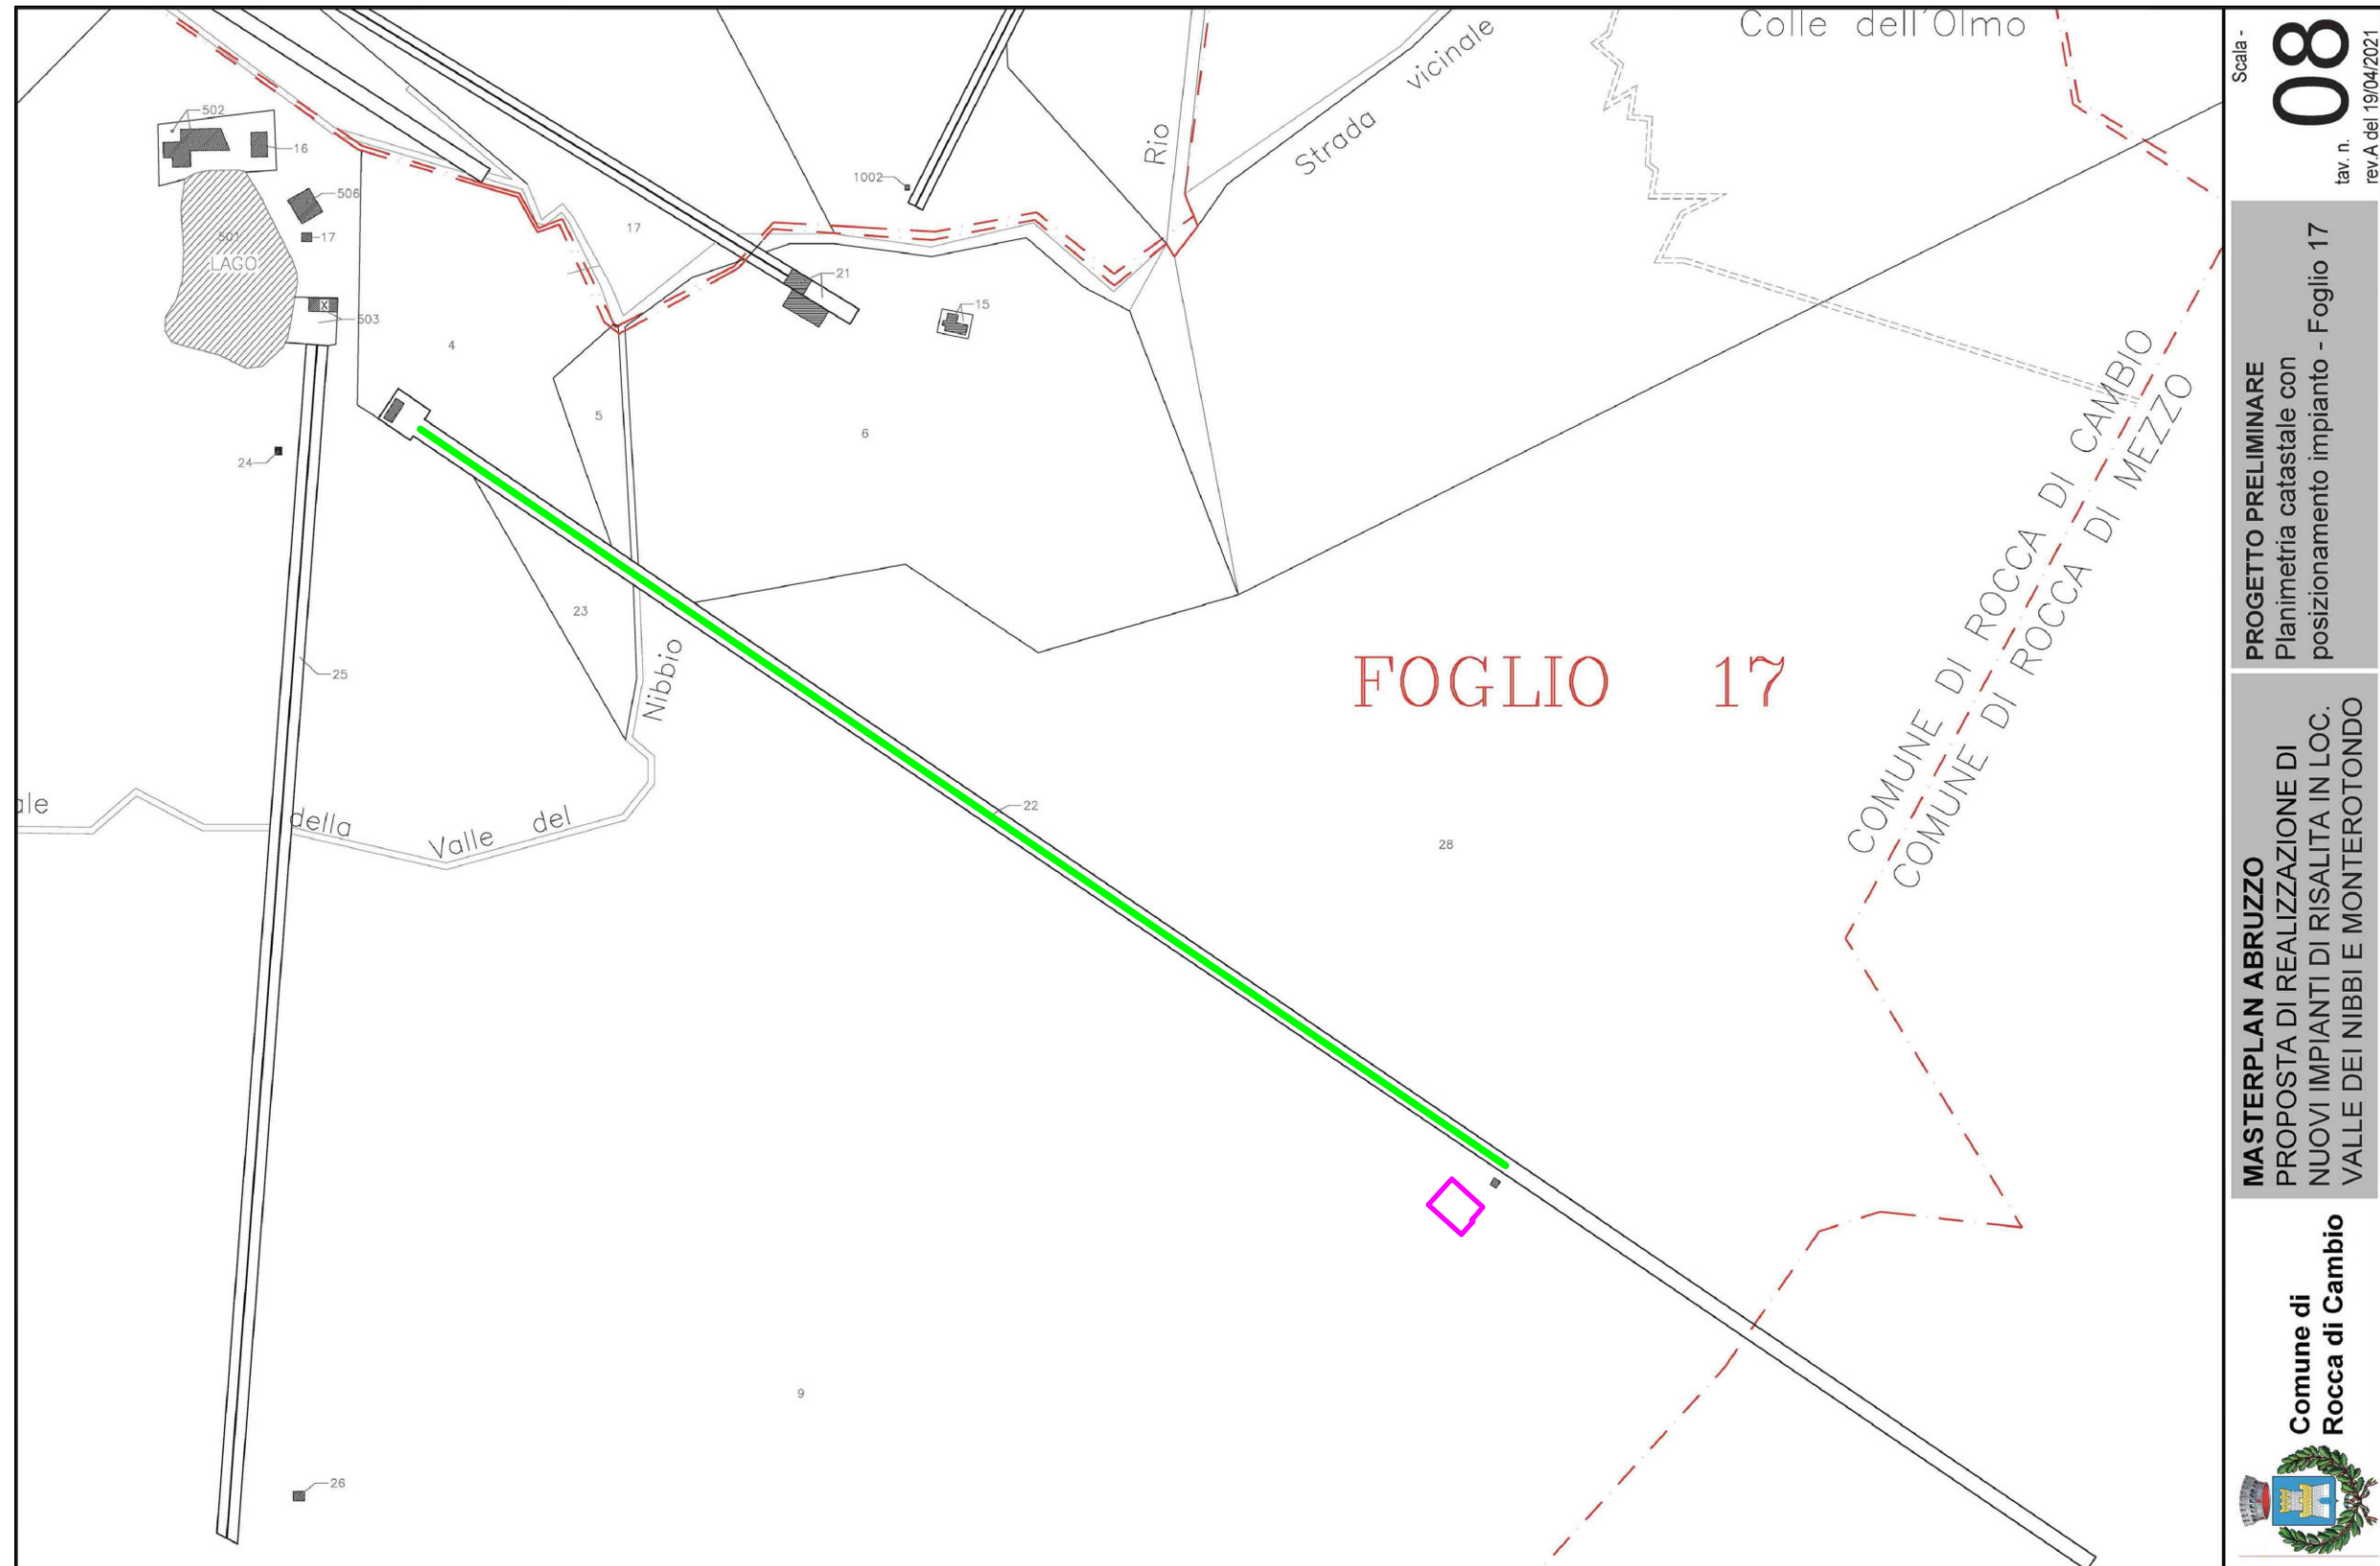 Colle dell'Olmo
Strada vicinale
Rio
502
16
506
17
501
LAGO
X
503
4
17
21
1002
15
5
6
24
23
25
Nibbio
ale
della Valle del
22
28
9
26
FOGLIO 17
COMUNE DI ROCCA DI CAMBIO
COMUNE DI ROCCA DI MEZZO
Scala -
tav. n. 08
rev.A del 19/04/2021
PROGETTO PRELIMINARE
Planimetria catastale con
posizionamento impianto - Foglio 17
MASTERPLAN ABRUZZO
PROPOSTA DI REALIZZAZIONE DI
NUOVI IMPIANTI DI RISALITA IN LOC.
VALLE DEI NIBBI E MONTEROTONDO
Comune di
Rocca di Cambio